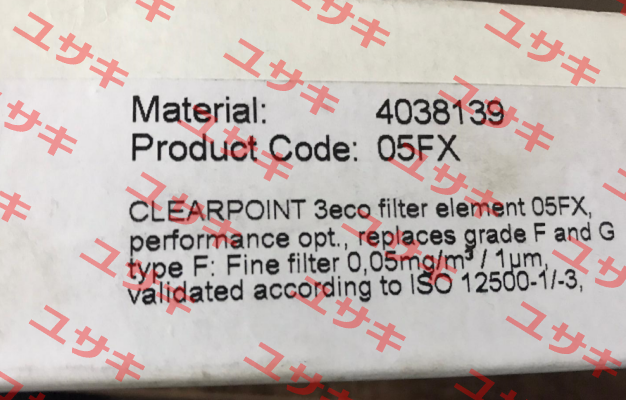 Material: 4038139
Product Code: 05FX
CLEARPOINT 3eco filter element 05FX,
performance opt., replaces grade F and G
type F: Fine filter 0,05mg/m³ / 1µm,
validated according to ISO 12500-1/-3,
ユサキ